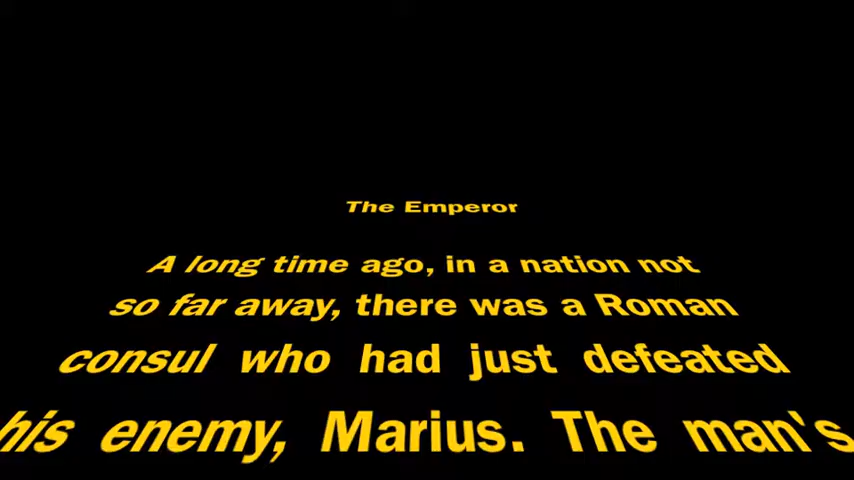 The Emperor
A long time ago, in a nation not
so far away, there was a Roman
consul who had just defeated
his enemy, Marius. The man's